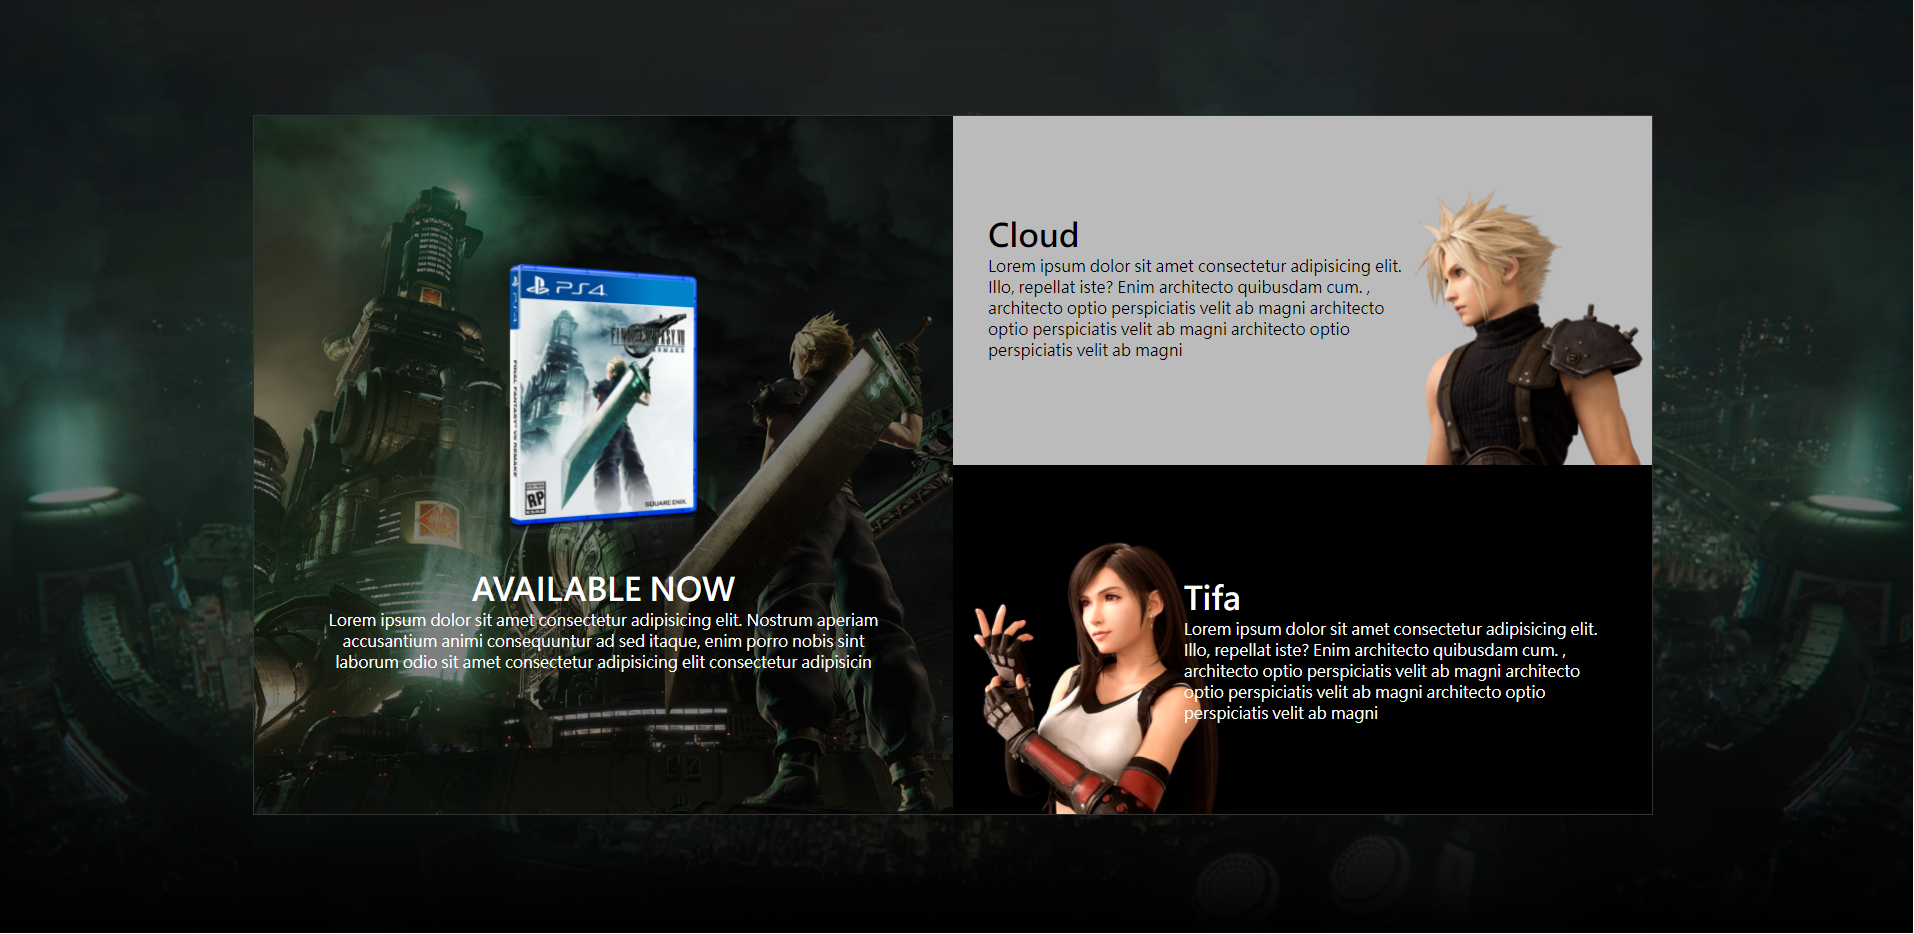 PS4
PS4
FINAL FANTASY VII
REMAKE
FINAL FANTASY VII REMAKE
RP
SQUARE ENIX
AVAILABLE NOW
Lorem ipsum dolor sit amet consectetur adipisicing elit. Nostrum aperiam
accusantium animi consequuntur ad sed itaque, enim porro nobis sint
laborum odio sit amet consectetur adipisicing elit consectetur adipisicin
Cloud
Lorem ipsum dolor sit amet consectetur adipisicing elit.
Illo, repellat iste? Enim architecto quibusdam cum. ,
architecto optio perspiciatis velit ab magni architecto
optio perspiciatis velit ab magni architecto optio
perspiciatis velit ab magni
Tifa
Lorem ipsum dolor sit amet consectetur adipisicing elit.
Illo, repellat iste? Enim architecto quibusdam cum. ,
architecto optio perspiciatis velit ab magni architecto
optio perspiciatis velit ab magni architecto optio
perspiciatis velit ab magni